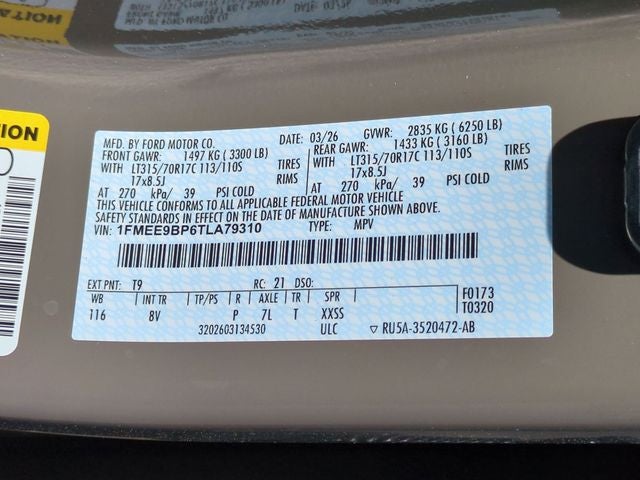 MFD. BY FORD MOTOR CO. DATE: 03/26 GVWR: 2835 KG ( 6250 LB)
FRONT GAWR: 1497 KG ( 3300 LB) REAR GAWR: 1433 KG ( 3160 LB)
WITH LT315/70R17C 113/110S TIRES WITH LT315/70R17C 113/110S TIRES
17x8.5J RIMS 17x8.5J RIMS
AT 270 kPa/ 39 PSI COLD AT 270 kPa/ 39 PSI COLD
THIS VEHICLE CONFORMS TO ALL APPLICABLE FEDERAL MOTOR VEHICLE
SAFETY STANDARDS IN EFFECT ON THE DATE OF MANUFACTURE SHOWN ABOVE.
VIN: 1FMEE9BP6TLA79310 TYPE: MPV
EXT PNT: T9 RC: 21 DSO:
WB INT TR TP/PS R AXLE TR SPR
116 8V P 7L T XXSS
F0173
T0320
3202603134530 ULC RU5A-3520472-AB
TION